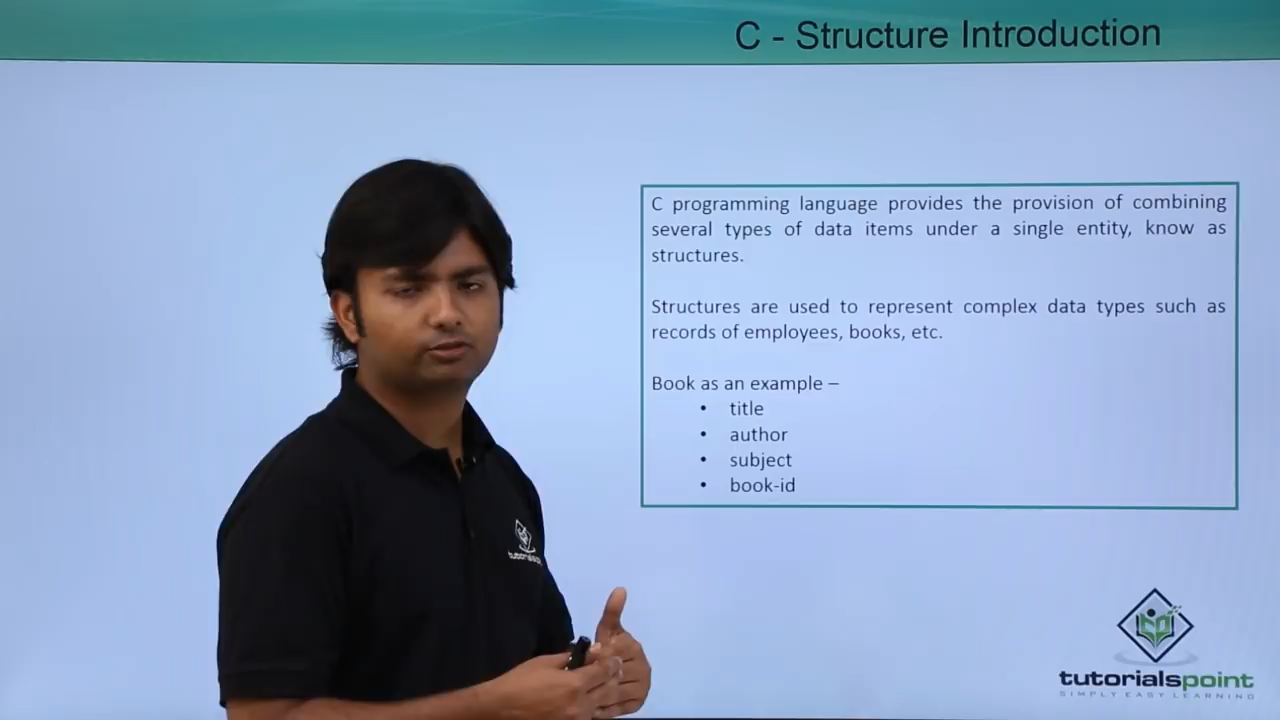 C - Structure Introduction
C programming language provides the provision of combining
several types of data items under a single entity, know as
structures.
Structures are used to represent complex data types such as
records of employees, books, etc.
Book as an example –
• title
• author
• subject
• book-id
tutorialspoint
SIMPLY EASY LEARNING